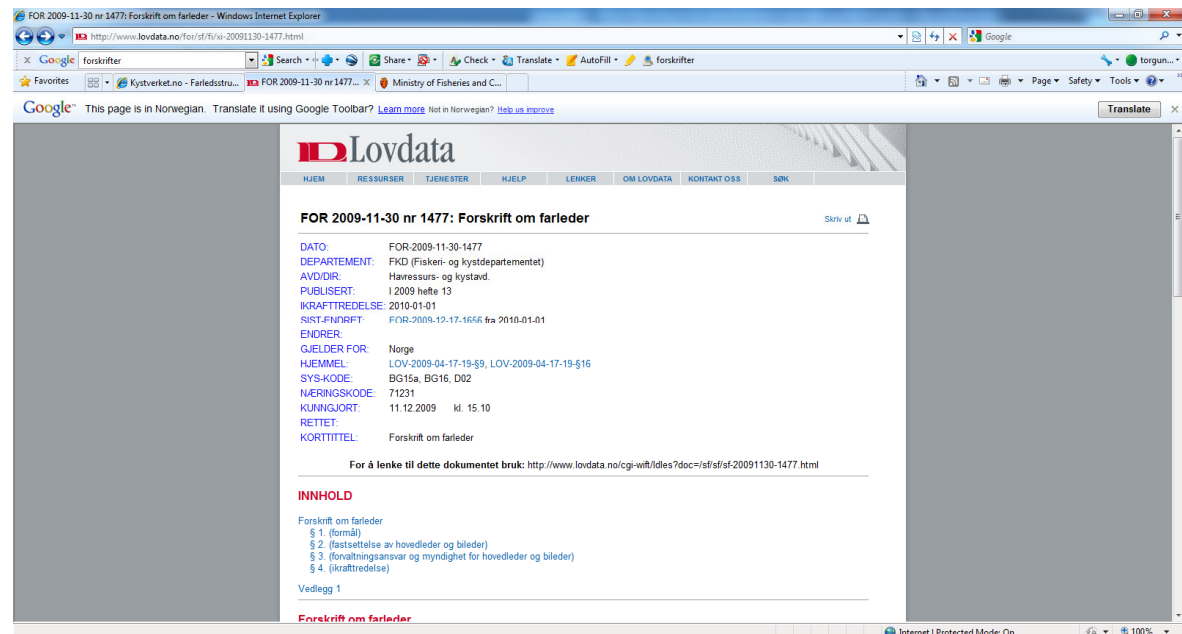 FOR 2009-11-30 nr 1477: Forskrift om farleder - Windows Internet Explorer
http://www.lovdata.no/for/sf/fi/xi-20091130-1477.html
Google
Google forskrifter Search Share Check Translate AutoFill forskrifter torgun...
Favorites Kystverket.no - Farledsstru... FOR 2009-11-30 nr 1477... Ministry of Fisheries and C... Page Safety Tools
Google This page is in Norwegian. Translate it using Google Toolbar? Learn more Not in Norwegian? Help us improve Translate
Lovdata
HJEM RESSURSER TJENESTER HJELP LENKER OM LOVDATA KONTAKT OSS SØK
FOR 2009-11-30 nr 1477: Forskrift om farleder Skriv ut
DATO: FOR-2009-11-30-1477
DEPARTEMENT: FKD (Fiskeri- og kystdepartementet)
AVD/DIR: Havressurs- og kystavd.
PUBLISERT: I 2009 hefte 13
IKRAFTTREDELSE: 2010-01-01
SIST-ENDRET: FOR-2009-12-17-1656 fra 2010-01-01
ENDRER:
GJELDER FOR: Norge
HJEMMEL: LOV-2009-04-17-19-§9, LOV-2009-04-17-19-§16
SYS-KODE: BG15a, BG16, D02
NÆRINGSKODE: 71231
KUNNGJORT: 11.12.2009 kl. 15.10
RETTET:
KORTTITTEL: Forskrift om farleder
For å lenke til dette dokumentet bruk: http://www.lovdata.no/cgi-wift/ldles?doc=/sf/sf/sf-20091130-1477.html
INNHOLD
Forskrift om farleder
§ 1. (formål)
§ 2. (fastsettelse av hovedleder og bileder)
§ 3. (forvaltningsansvar og myndighet for hovedleder og bileder)
§ 4. (ikrafttredelse)
Vedlegg 1
Forskrift om farleder
Internet | Protected Mode: On 100%